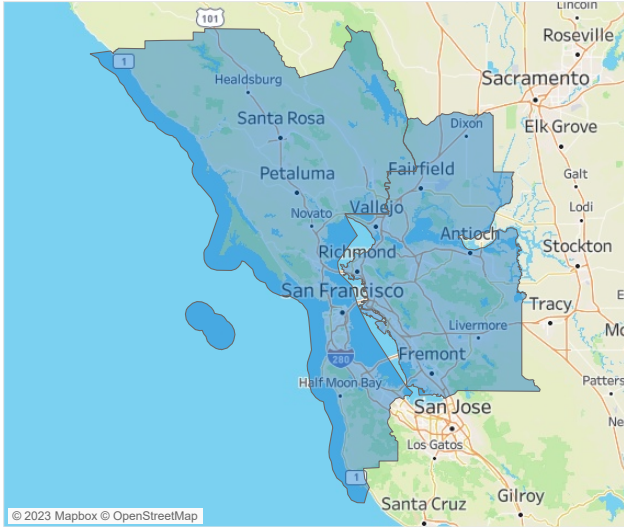 Lincoln
101
Roseville
1
Healdsburg
Sacramento
Santa Rosa
Dixon
Elk Grove
Petaluma
Fairfield
Galt
Novato
Vallejo
Lodi
Antioch
Stockton
Richmond
San Francisco
Tracy
Livermore
280
Fremont
Half Moon Bay
Patters
San Jose
Los Gatos
1
Santa Cruz
Gilroy
© 2023 Mapbox © OpenStreetMap